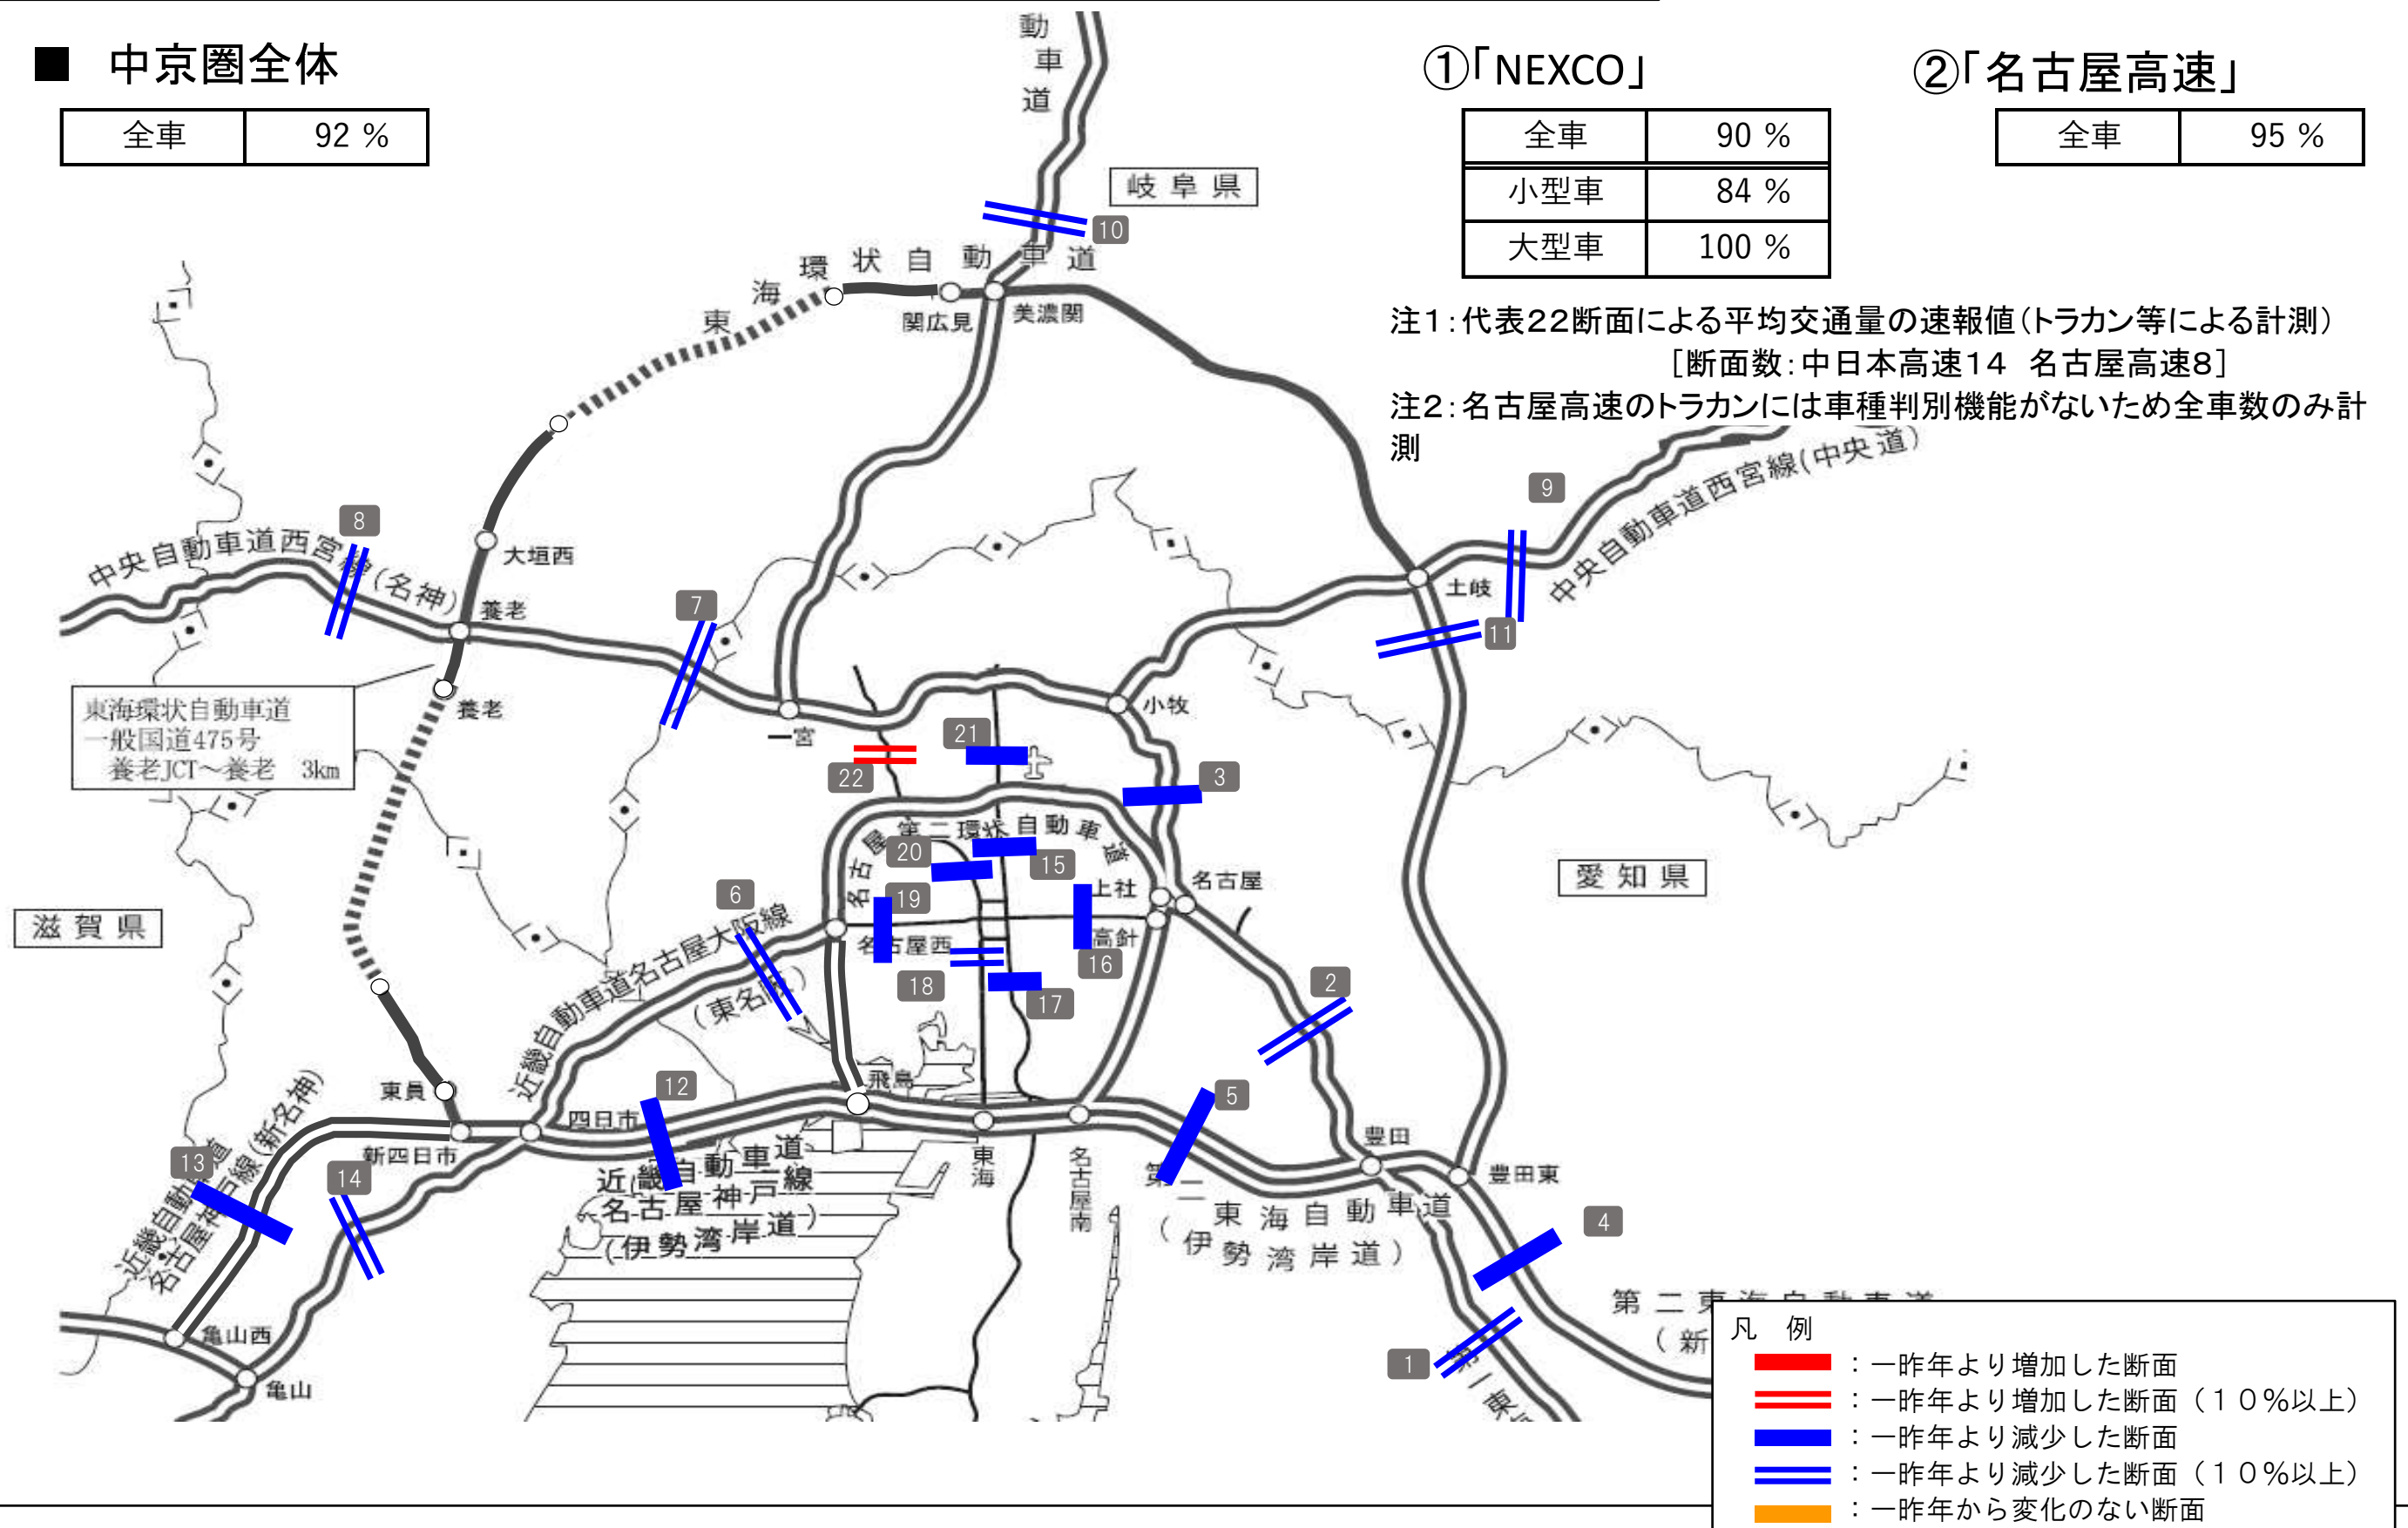 ■ 中京圏全体
全車 92 %
①「NEXCO」
全車 90 %
小型車 84 %
大型車 100 %
②「名古屋高速」
全車 95 %
注1：代表22断面による平均交通量の速報値（トラカン等による計測）
［断面数：中日本高速14 名古屋高速8］
注2：名古屋高速のトラカンには車種判別機能がないため全車数のみ計
測
動車道
岐阜県
10
東海環状自動車道
関広見
美濃関
9
中央自動車道西宮線(中央道)
8
中央自動車道西宮線(名神)
大垣西
養老
7
土岐
11
東海環状自動車道
一般国道475号
養老JCT～養老 3km
養老
一宮
小牧
21
22
3
名古屋第二環状自動車道
20
15
19
上社
名古屋
愛知県
滋賀県
6
近畿自動車道名古屋大阪線
(東名阪)
名古屋西
高針
16
18
17
2
東員
12
飛島
5
四日市
新四日市
13
14
近畿自動車道
名古屋神戸線(新名神)
近畿自動車道
名古屋神戸線
(伊勢湾岸道)
東海
名古屋南
豊田
豊田東
第二東海自動車道
(伊勢湾岸道)
4
1
亀山西
亀山
第二東海自動車道
(新
第一東
凡 例
：一昨年より増加した断面
：一昨年より増加した断面（１０％以上）
：一昨年より減少した断面
：一昨年より減少した断面（１０％以上）
：一昨年から変化のない断面